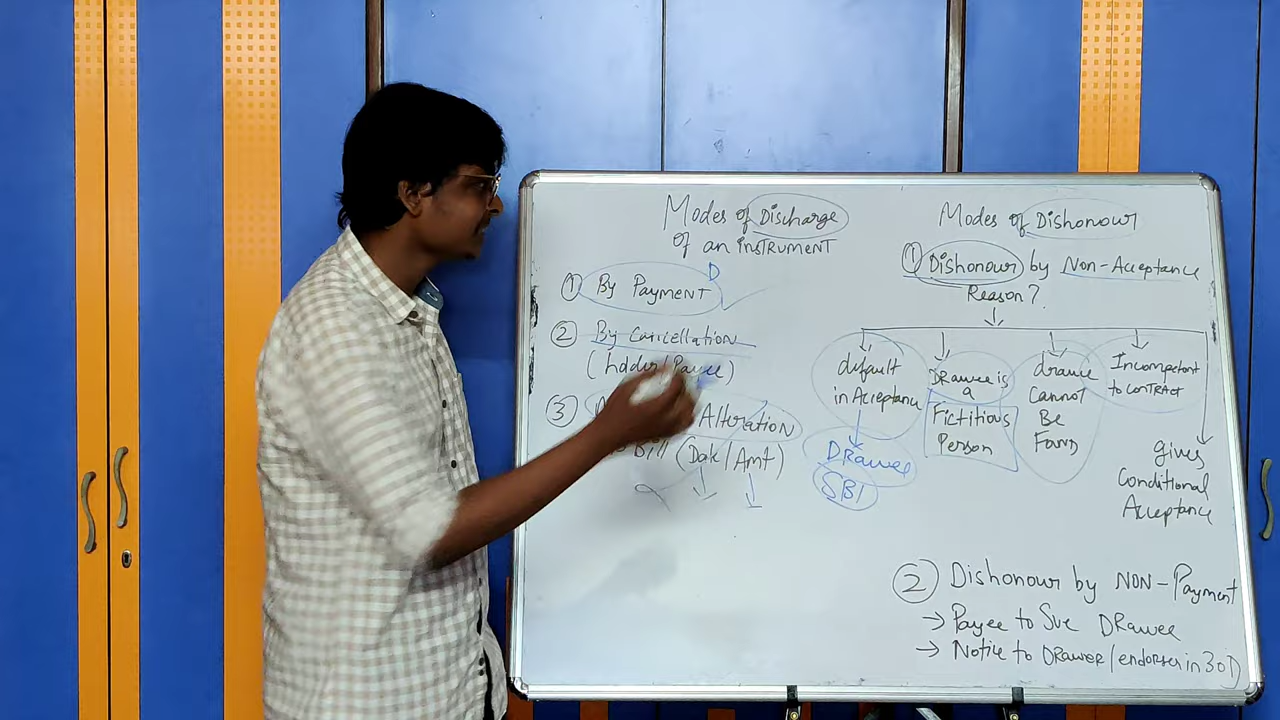 Modes of Discharge
of an INSTRUMENT
① By Payment
D
② By Cancellation
(holder/Payee)
③
Alteration
Bill (Date/Amt)
Modes of Dishonour
① Dishonour by Non-Acceptance
Reason?
default
in Acceptance
DRawee
SBI
DRawee is
a
Fictitious
Person
drawee
Cannot
Be
Found
Incompetent
to ContRACT
gives
Conditional
Acceptance
② Dishonour by NON-Payment
→ Payee to Sue DRawee
→ Notice to DRAWER/endorser in 30D